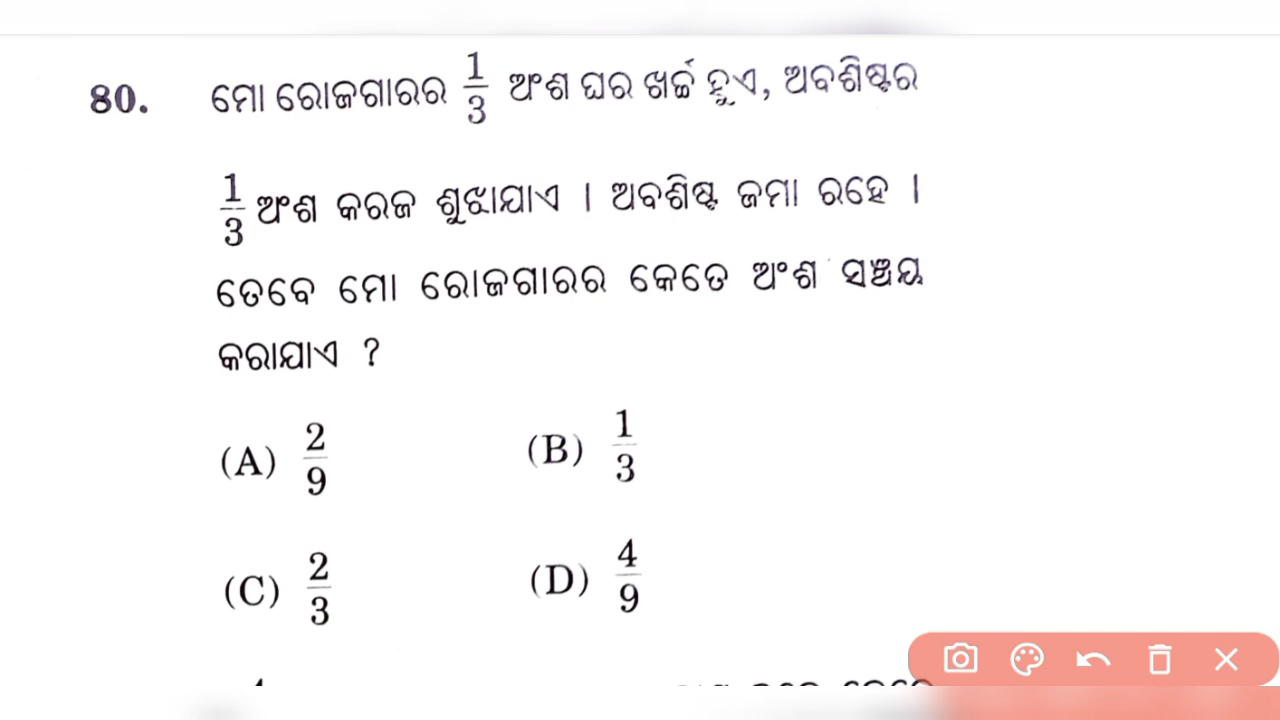 80. ମୋ ରୋଜଗାରର 1/3 ଅଂଶ ଘର ଖର୍ଚ୍ଚ ହୁଏ, ଅବଶିଷ୍ଟର
1/3 ଅଂଶ କରଜ ଶୁଝାଯାଏ । ଅବଶିଷ୍ଟ ଜମା ରହେ ।
ତେବେ ମୋ ରୋଜଗାରର କେତେ ଅଂଶ ସଞ୍ଚୟ
କରାଯାଏ ?
(A) 2/9 (B) 1/3
(C) 2/3 (D) 4/9